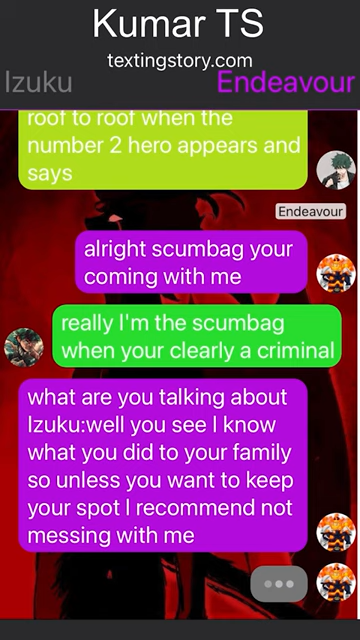 Kumar TS
textingstory.com
Izuku Endeavour
roof to roof when the
number 2 hero appears and
says
Endeavour
alright scumbag your
coming with me
really I'm the scumbag
when your clearly a criminal
what are you talking about
Izuku:well you see I know
what you did to your family
so unless you want to keep
your spot I recommend not
messing with me